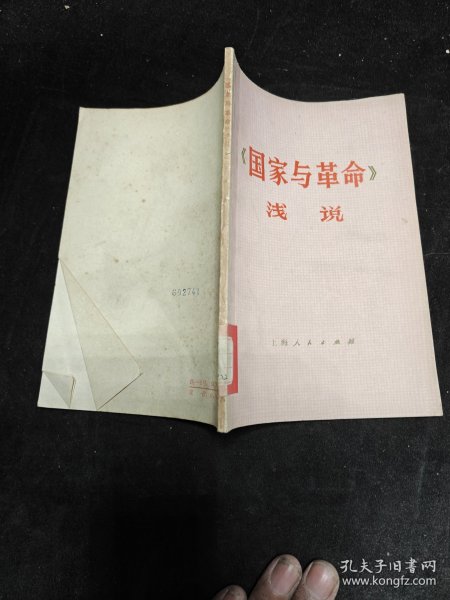 《国家与革命》
浅说
上海人民出版社
G02761
孔夫子旧书网
www.kongfz.com